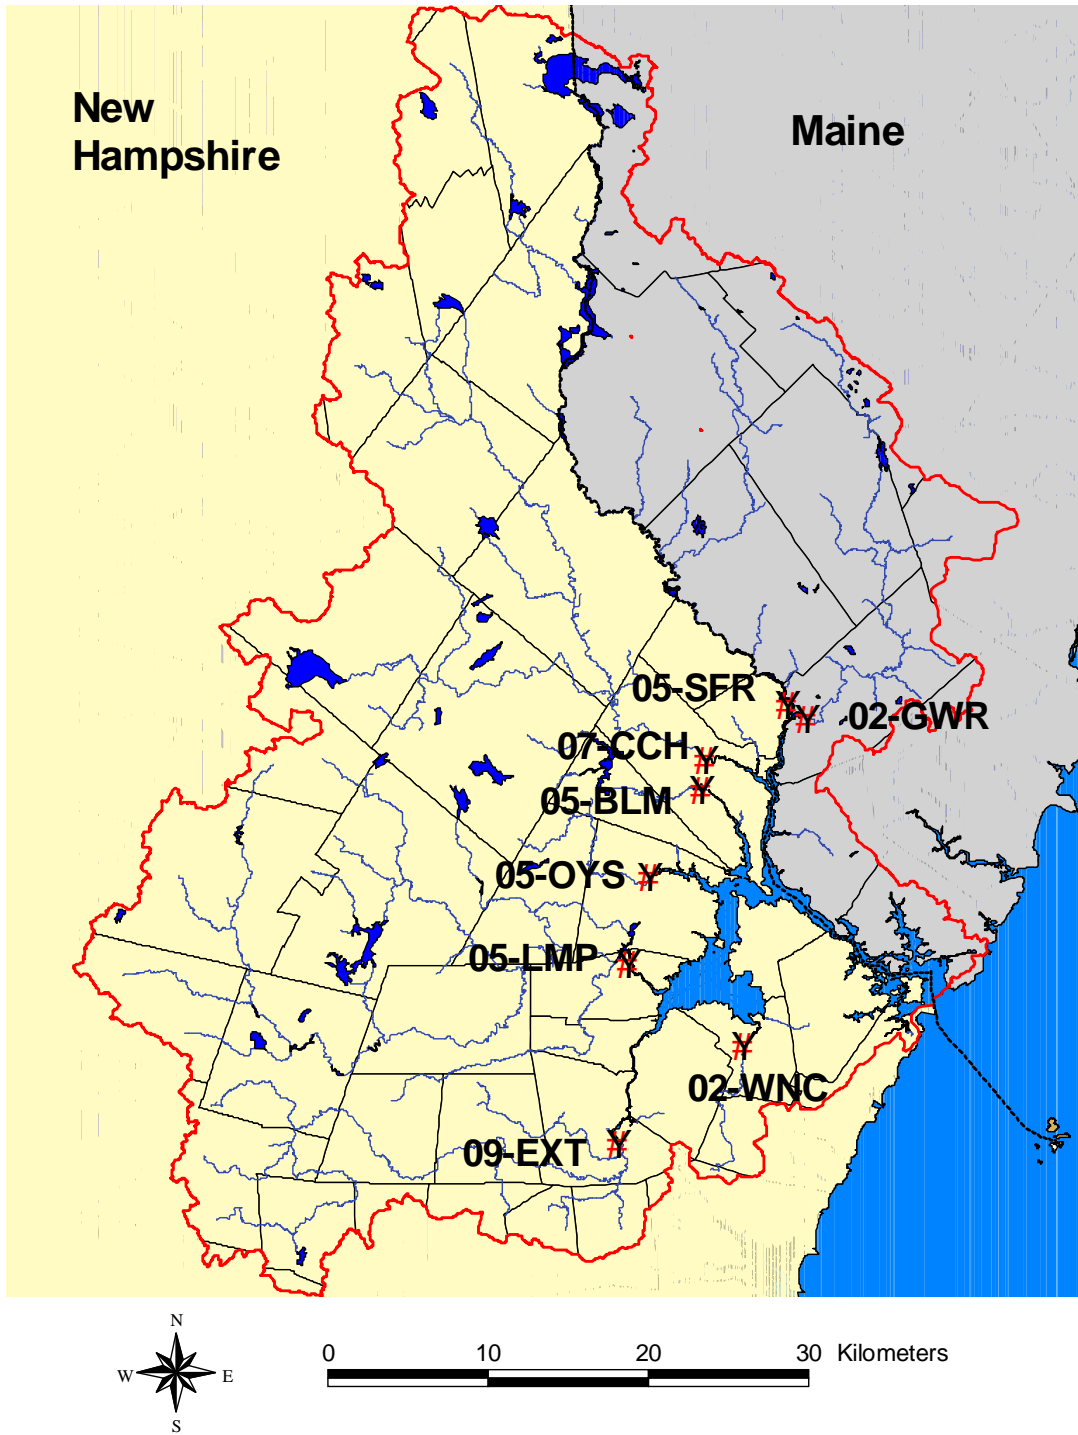 New
Hampshire
Maine
05-SFR
02-GWR
07-CCH
05-BLM
05-OYS
05-LMP
02-WNC
09-EXT
N
W E
S
0 10 20 30 Kilometers